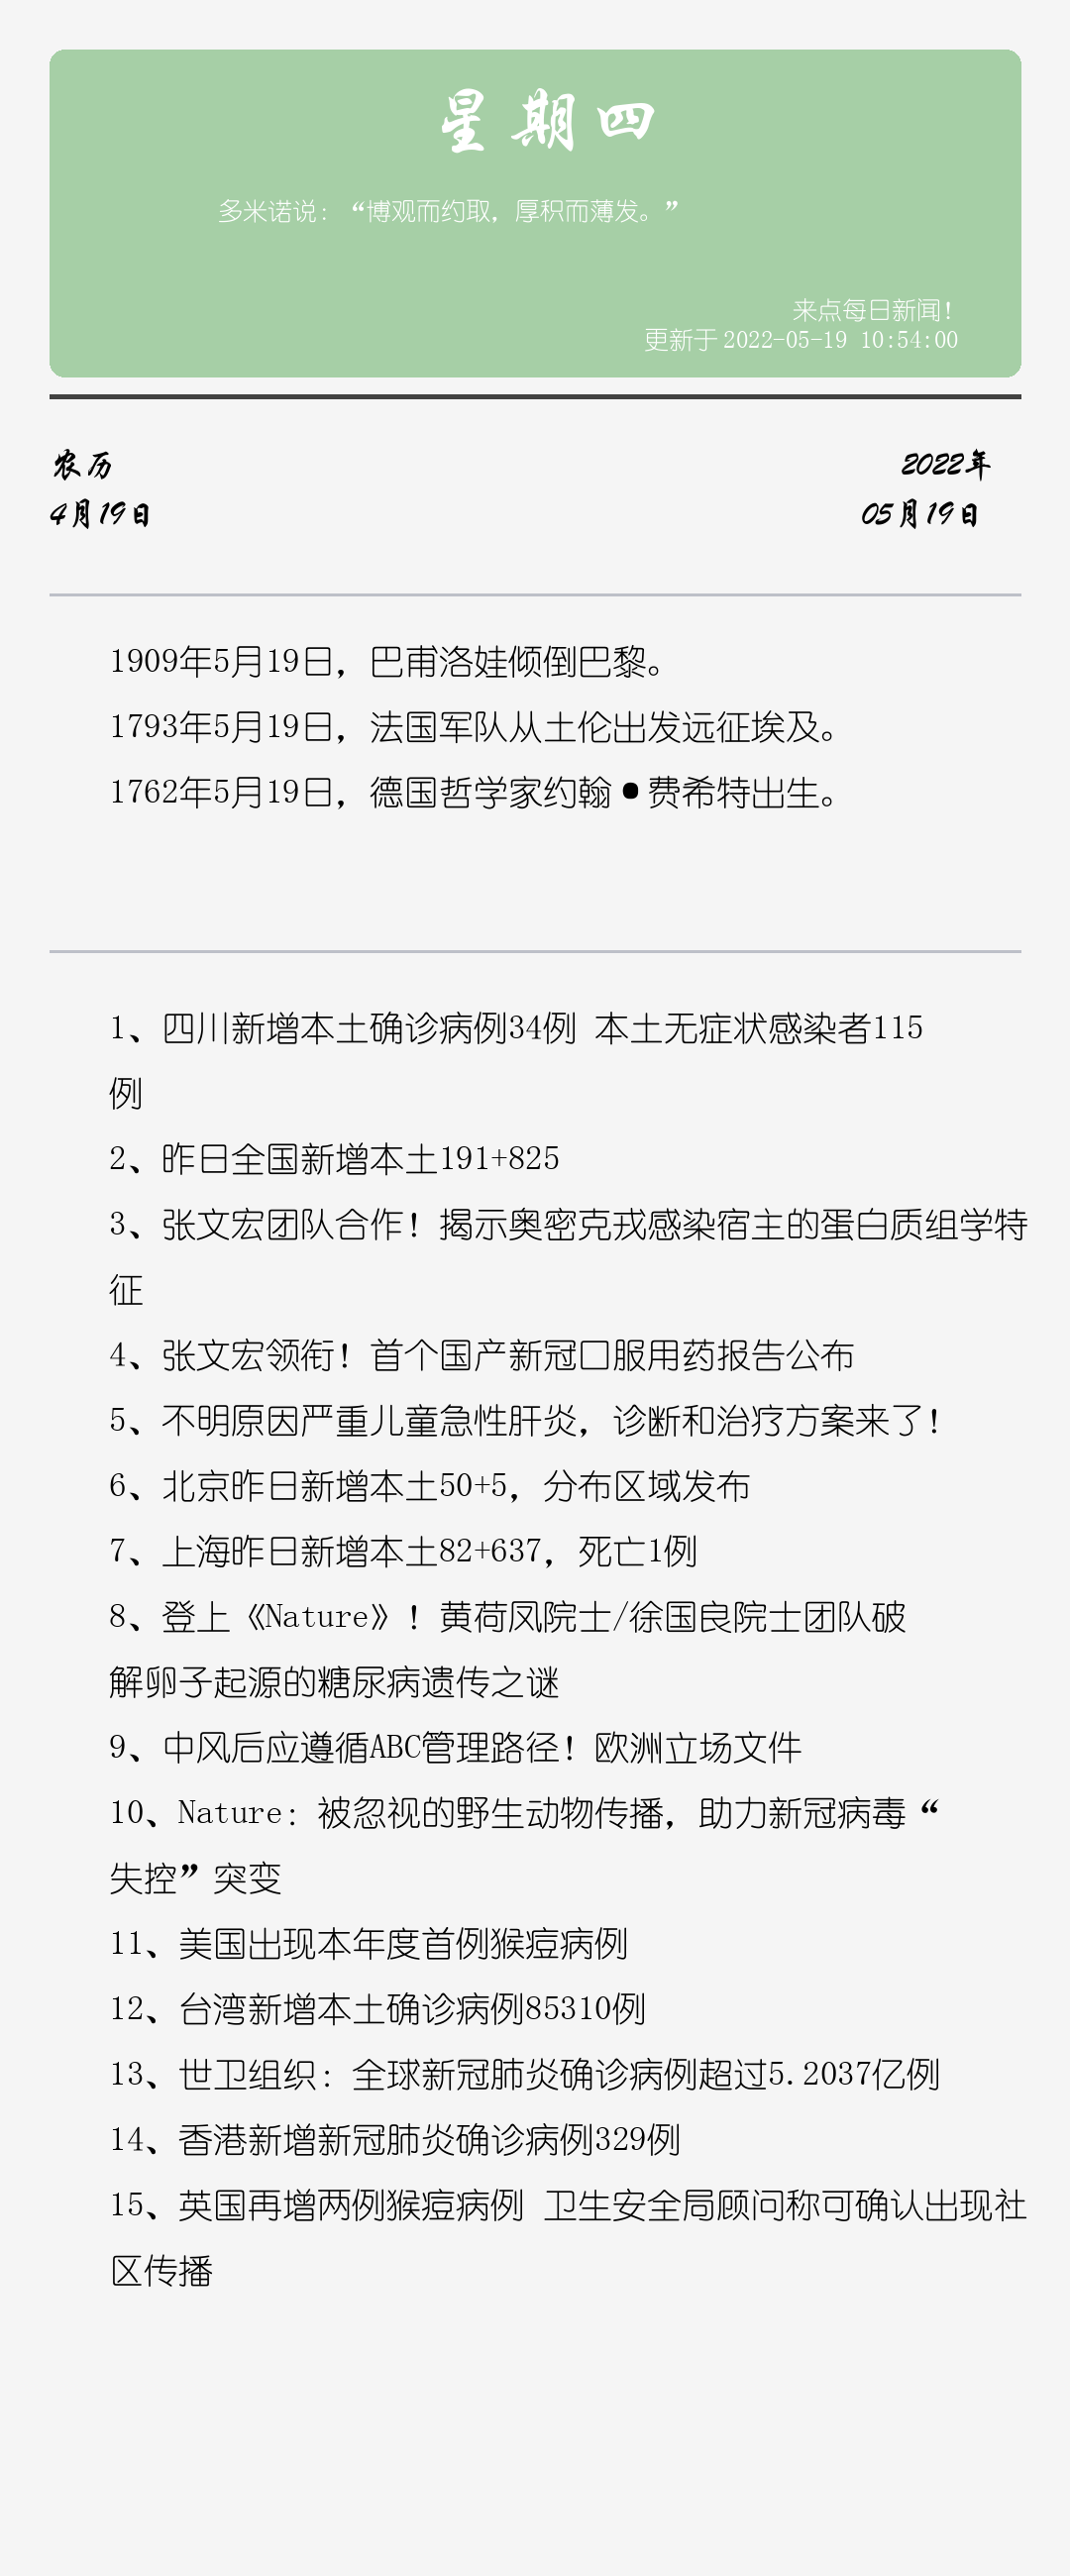 星期四
多米诺说：“博观而约取，厚积而薄发。”
来点每日新闻！
更新于 2022-05-19 10:54:00
农历
4月19日
2022年
05月19日
1909年5月19日，巴甫洛娃倾倒巴黎。
1793年5月19日，法国军队从土伦出发远征埃及。
1762年5月19日，德国哲学家约翰•费希特出生。
1、四川新增本土确诊病例34例 本土无症状感染者115
例
2、昨日全国新增本土191+825
3、张文宏团队合作！揭示奥密克戎感染宿主的蛋白质组学特
征
4、张文宏领衔！首个国产新冠口服用药报告公布
5、不明原因严重儿童急性肝炎，诊断和治疗方案来了！
6、北京昨日新增本土50+5，分布区域发布
7、上海昨日新增本土82+637，死亡1例
8、登上《Nature》！黄荷凤院士/徐国良院士团队破
解卵子起源的糖尿病遗传之谜
9、中风后应遵循ABC管理路径！欧洲立场文件
10、Nature：被忽视的野生动物传播，助力新冠病毒“
失控”突变
11、美国出现本年度首例猴痘病例
12、台湾新增本土确诊病例85310例
13、世卫组织：全球新冠肺炎确诊病例超过5.2037亿例
14、香港新增新冠肺炎确诊病例329例
15、英国再增两例猴痘病例 卫生安全局顾问称可确认出现社
区传播